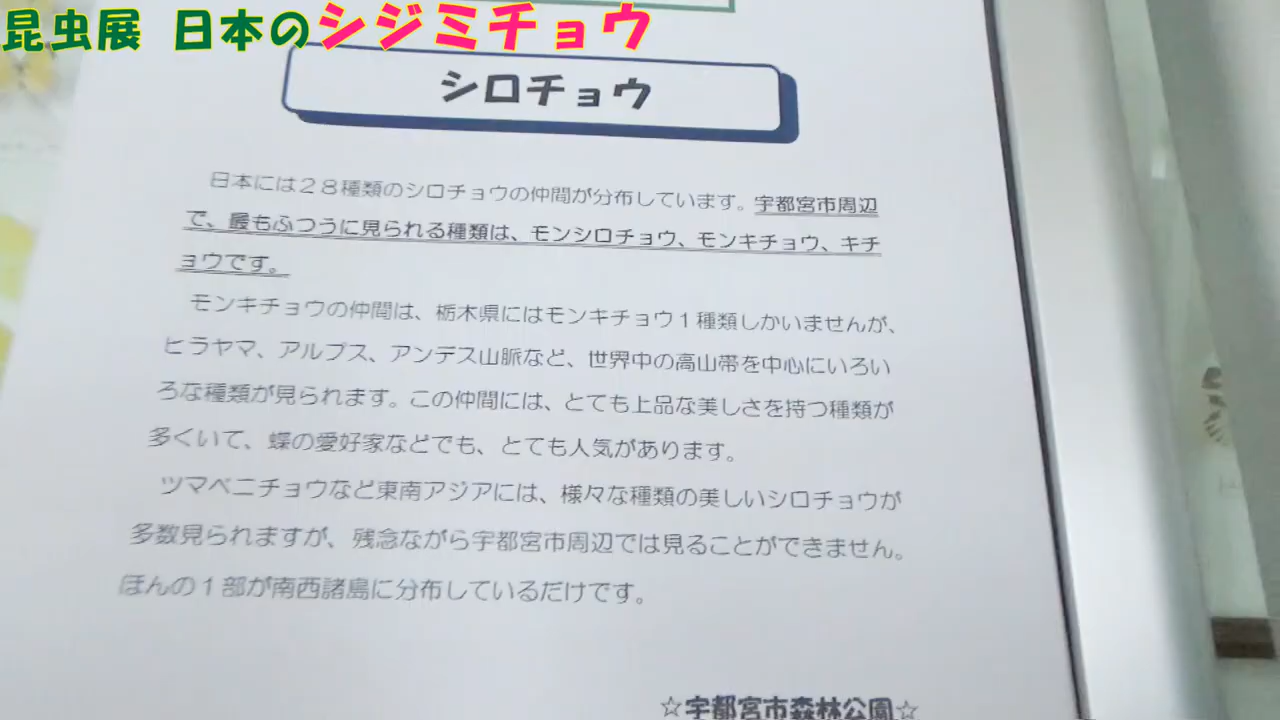 昆虫展 日本のシジミチョウ
シロチョウ
日本には２８種類のシロチョウの仲間が分布しています。宇都宮市周辺
で、最もふつうに見られる種類は、モンシロチョウ、モンキチョウ、キチ
ョウです。
モンキチョウの仲間は、栃木県にはモンキチョウ１種類しかいませんが、
ヒラヤマ、アルプス、アンデス山脈など、世界中の高山帯を中心にいろい
ろな種類が見られます。この仲間には、とても上品な美しさを持つ種類が
多くいて、蝶の愛好家などでも、とても人気があります。
ツマベニチョウなど東南アジアには、様々な種類の美しいシロチョウが
多数見られますが、残念ながら宇都宮市周辺では見ることができません。
ほんの１部が南西諸島に分布しているだけです。
☆宇都宮市森林公園☆